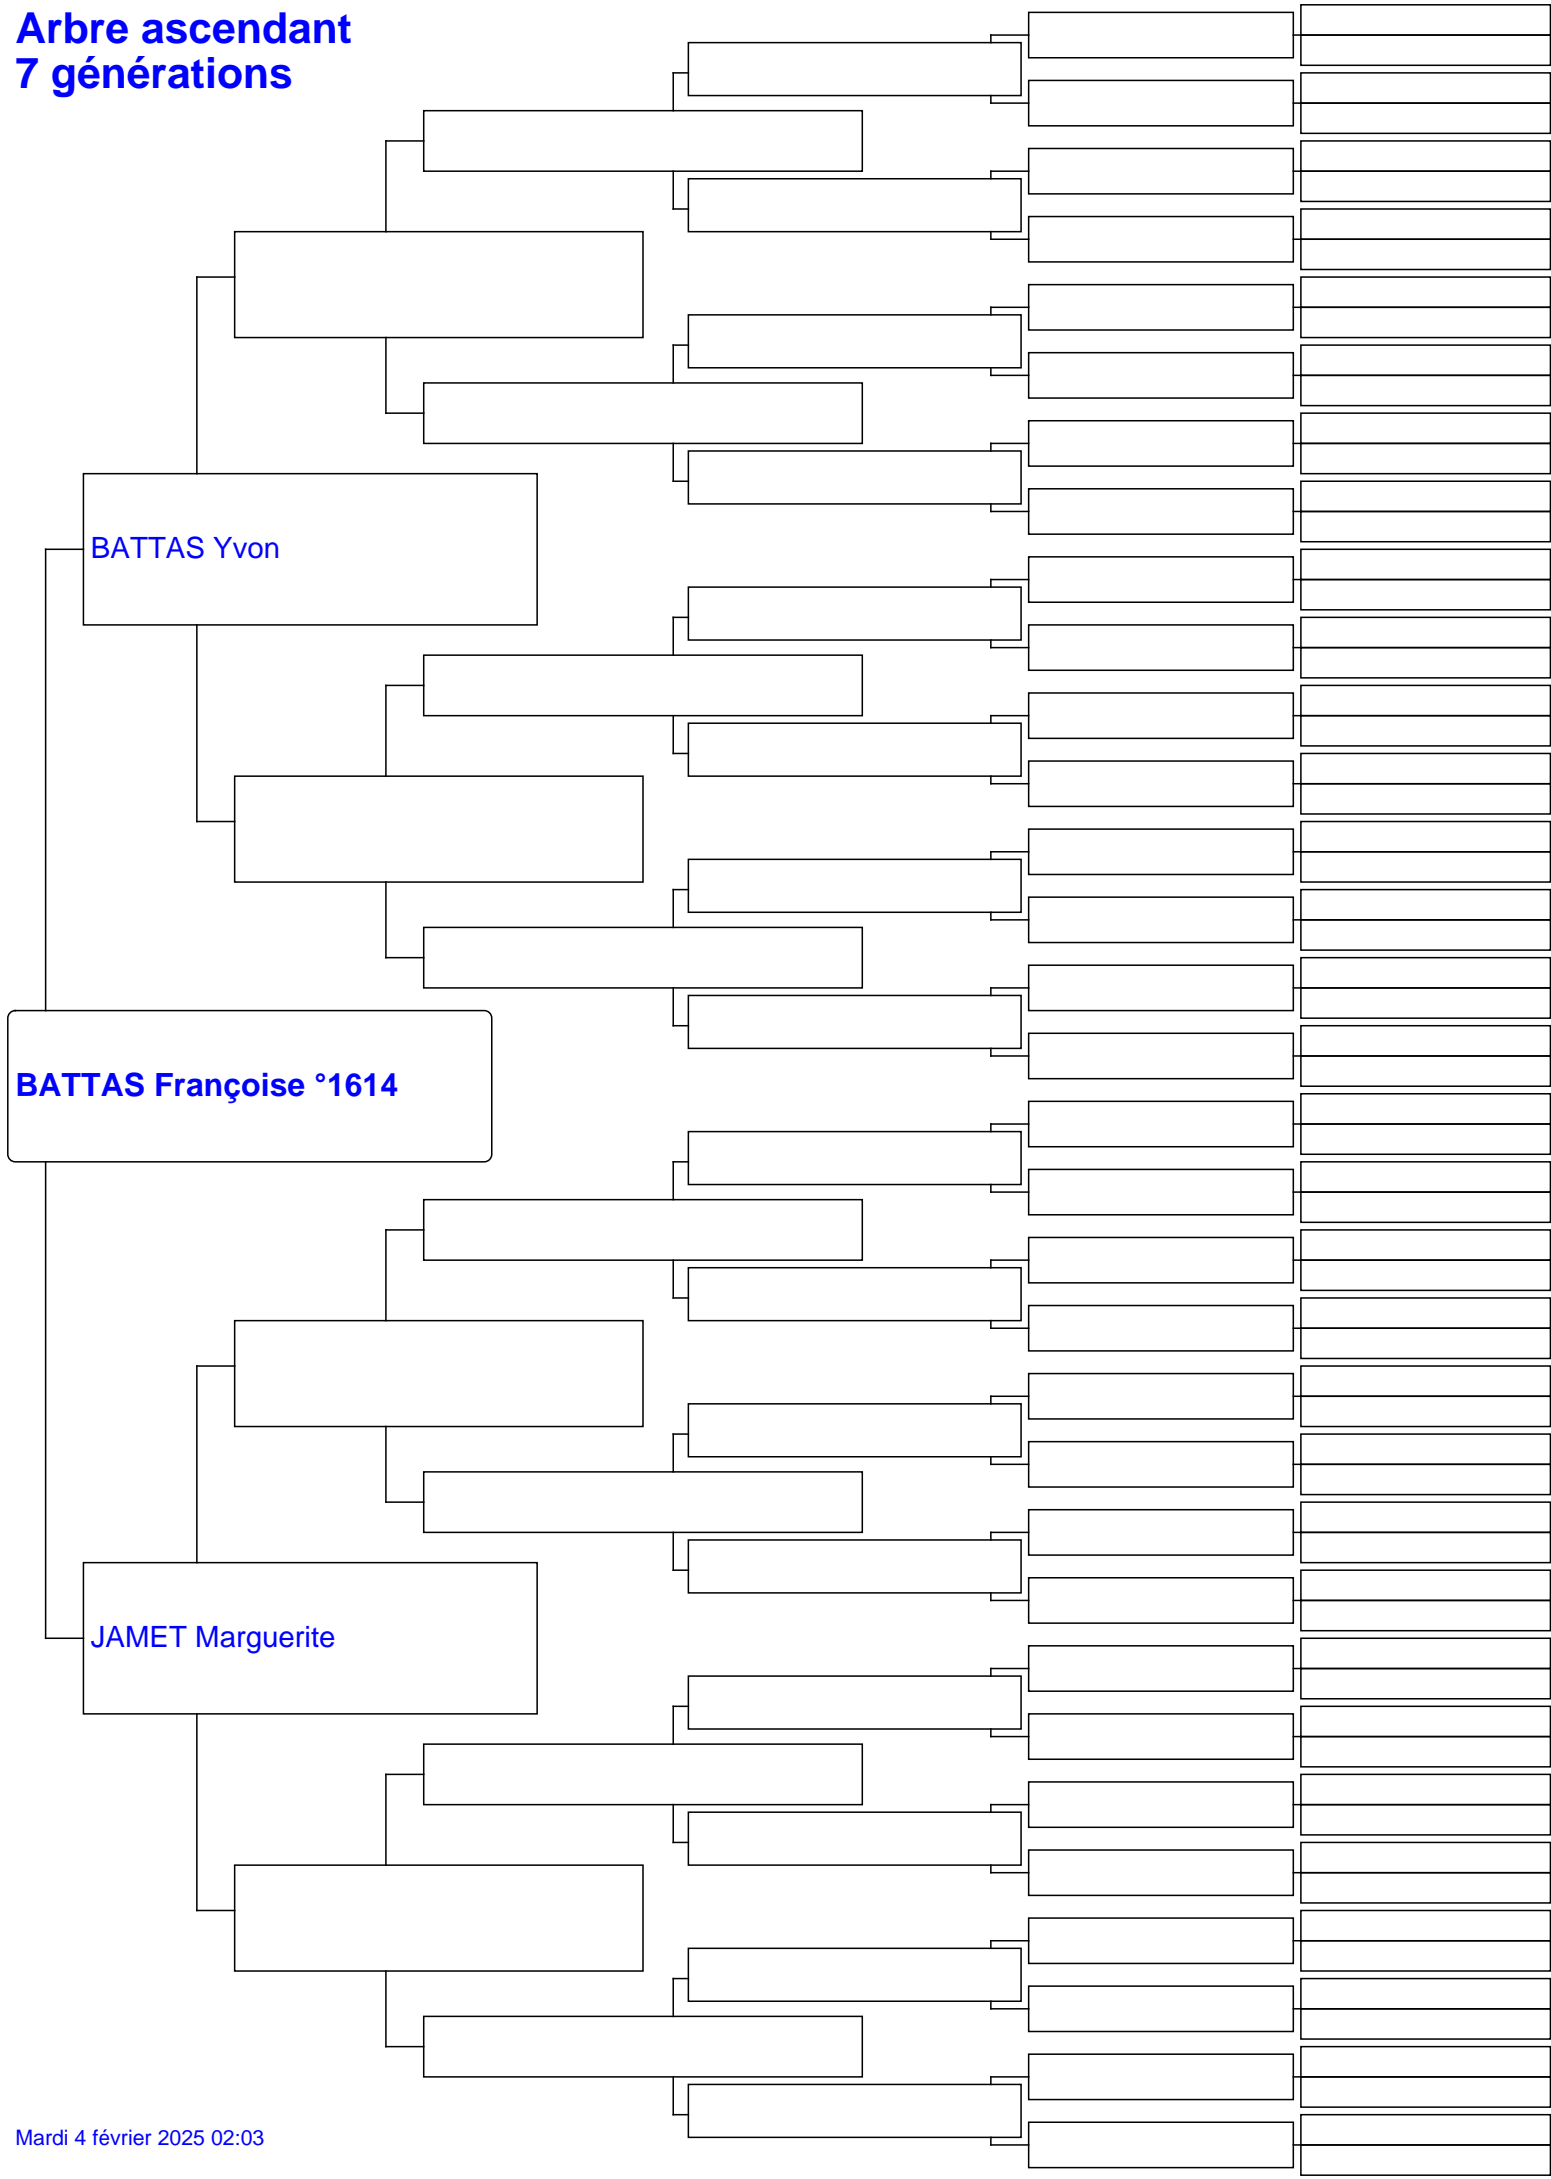 Arbre ascendant
7 générations
BATTAS Yvon
BATTAS Françoise °1614
JAMET Marguerite
Mardi 4 février 2025 02:03